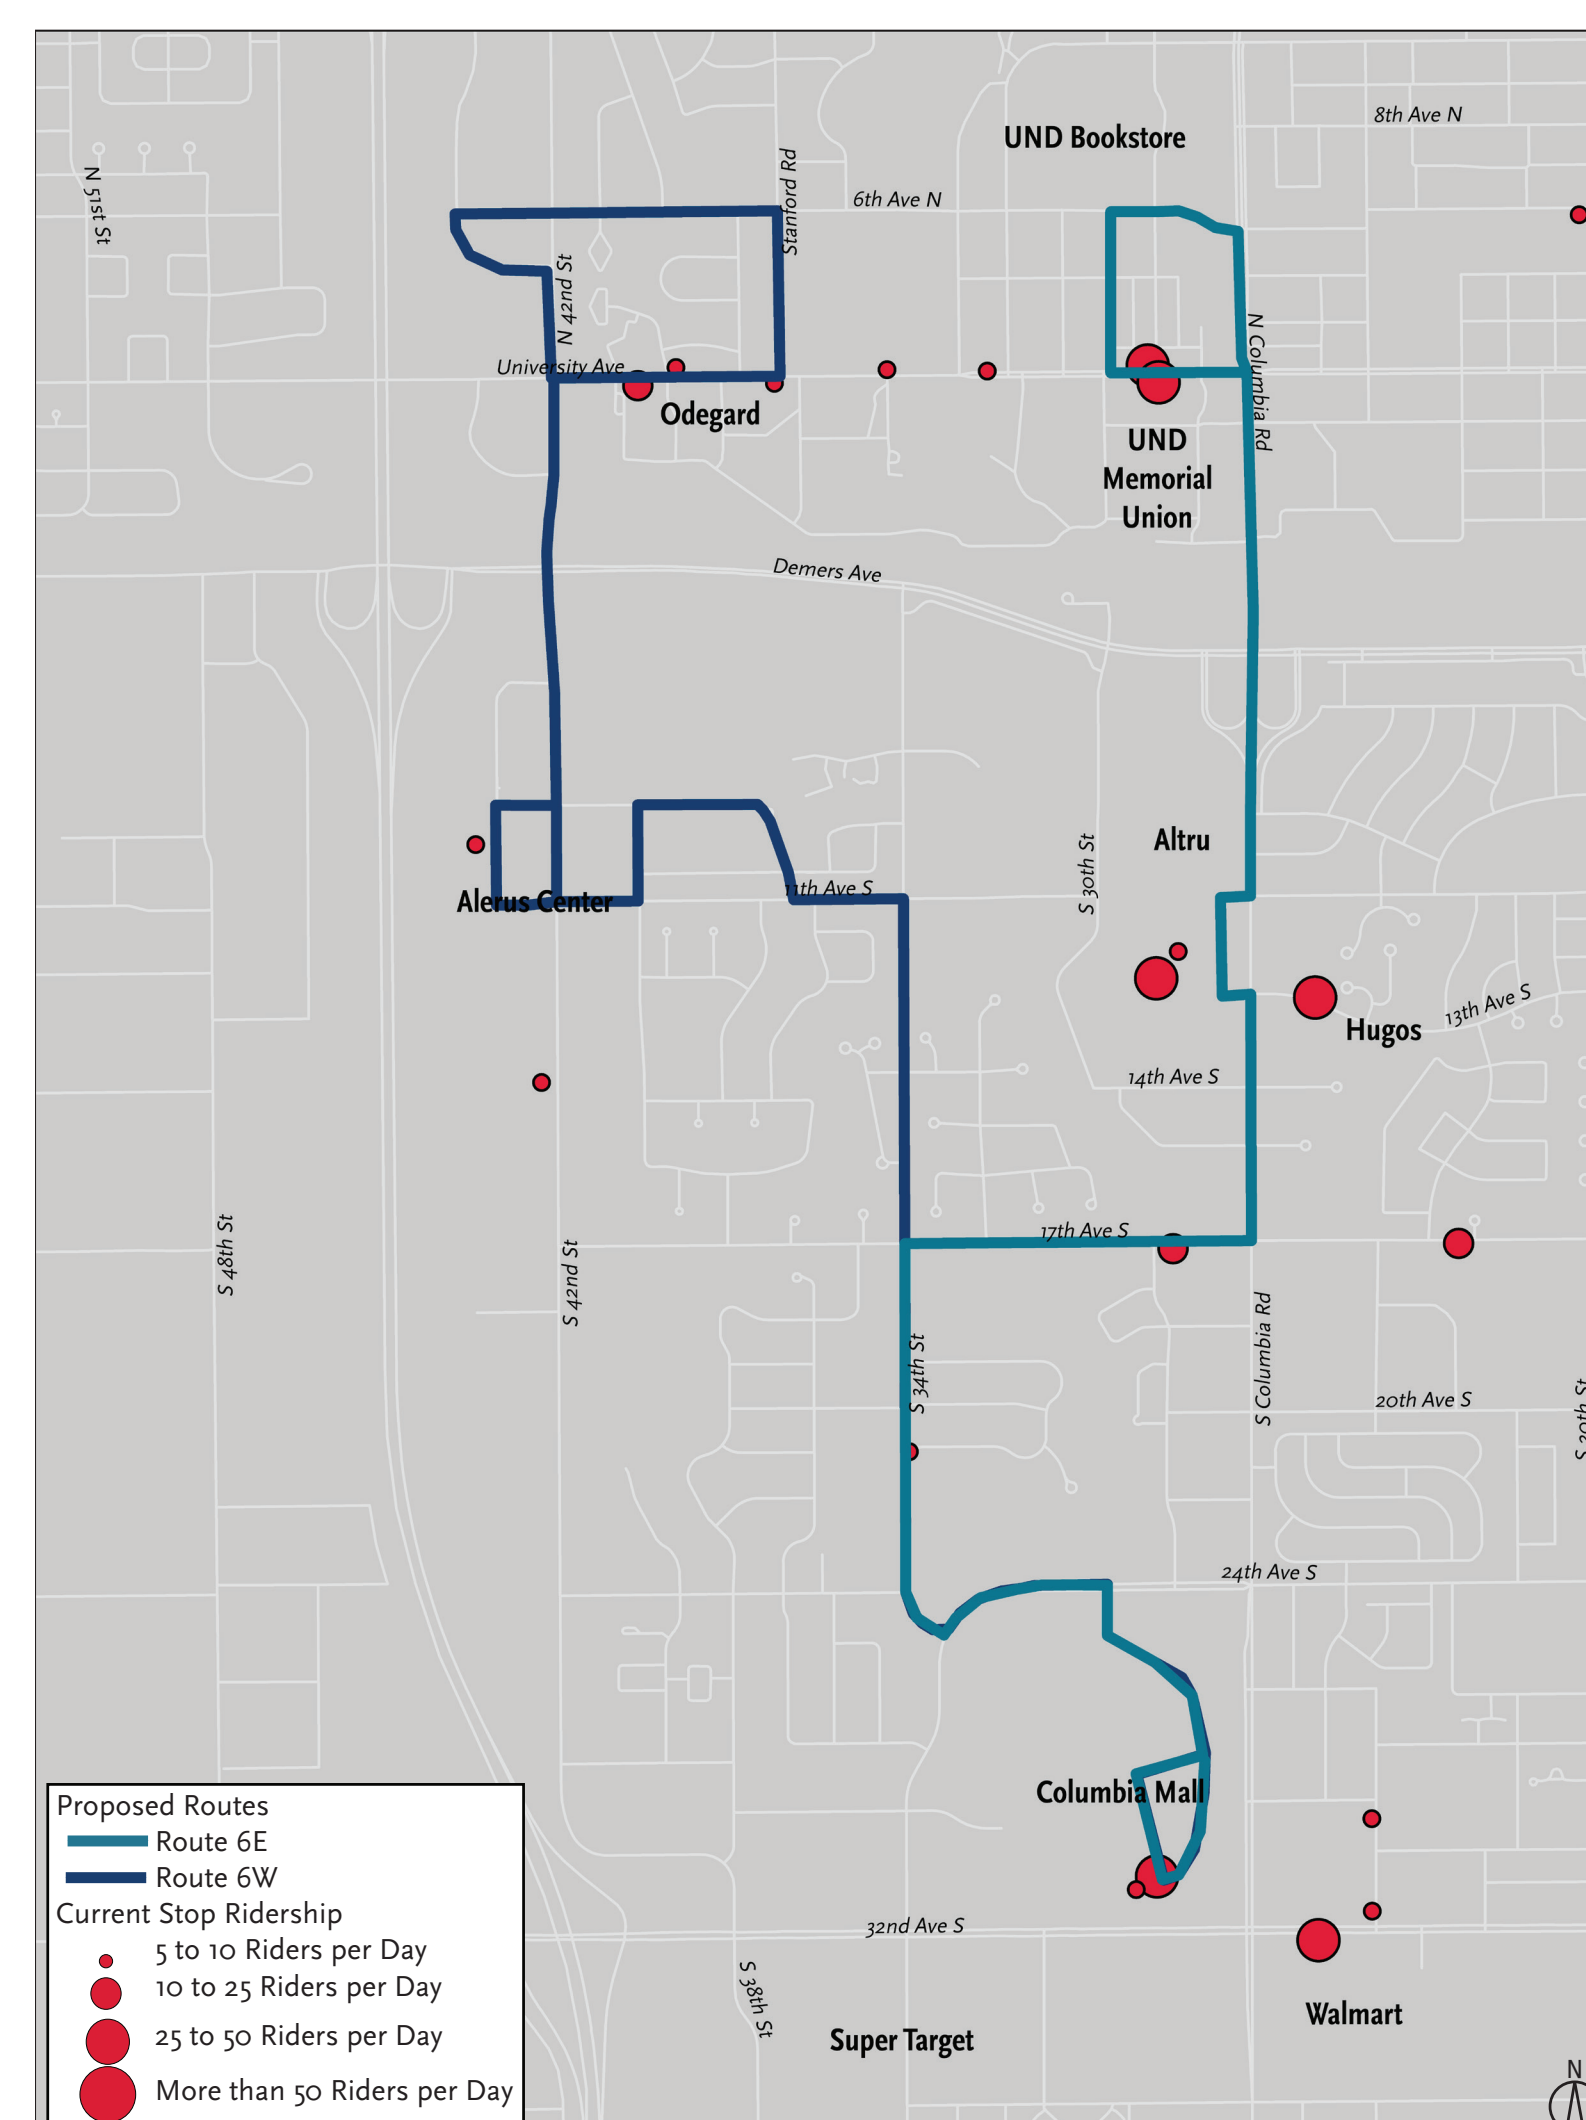 8th Ave N
UND Bookstore
N 51st St
Stanford Rd
6th Ave N
N 42nd St
N Columbia Rd
University Ave
Odegard
UND
Memorial
Union
Demers Ave
Altru
S 30th St
11th Ave S
Alerus Center
13th Ave S
Hugos
14th Ave S
17th Ave S
S 48th St
S 42nd St
S Columbia Rd
S 34th St
20th Ave S
S 20th St
24th Ave S
Columbia Mall
32nd Ave S
S 38th St
Walmart
Super Target
N
Proposed Routes
Route 6E
Route 6W
Current Stop Ridership
5 to 10 Riders per Day
10 to 25 Riders per Day
25 to 50 Riders per Day
More than 50 Riders per Day